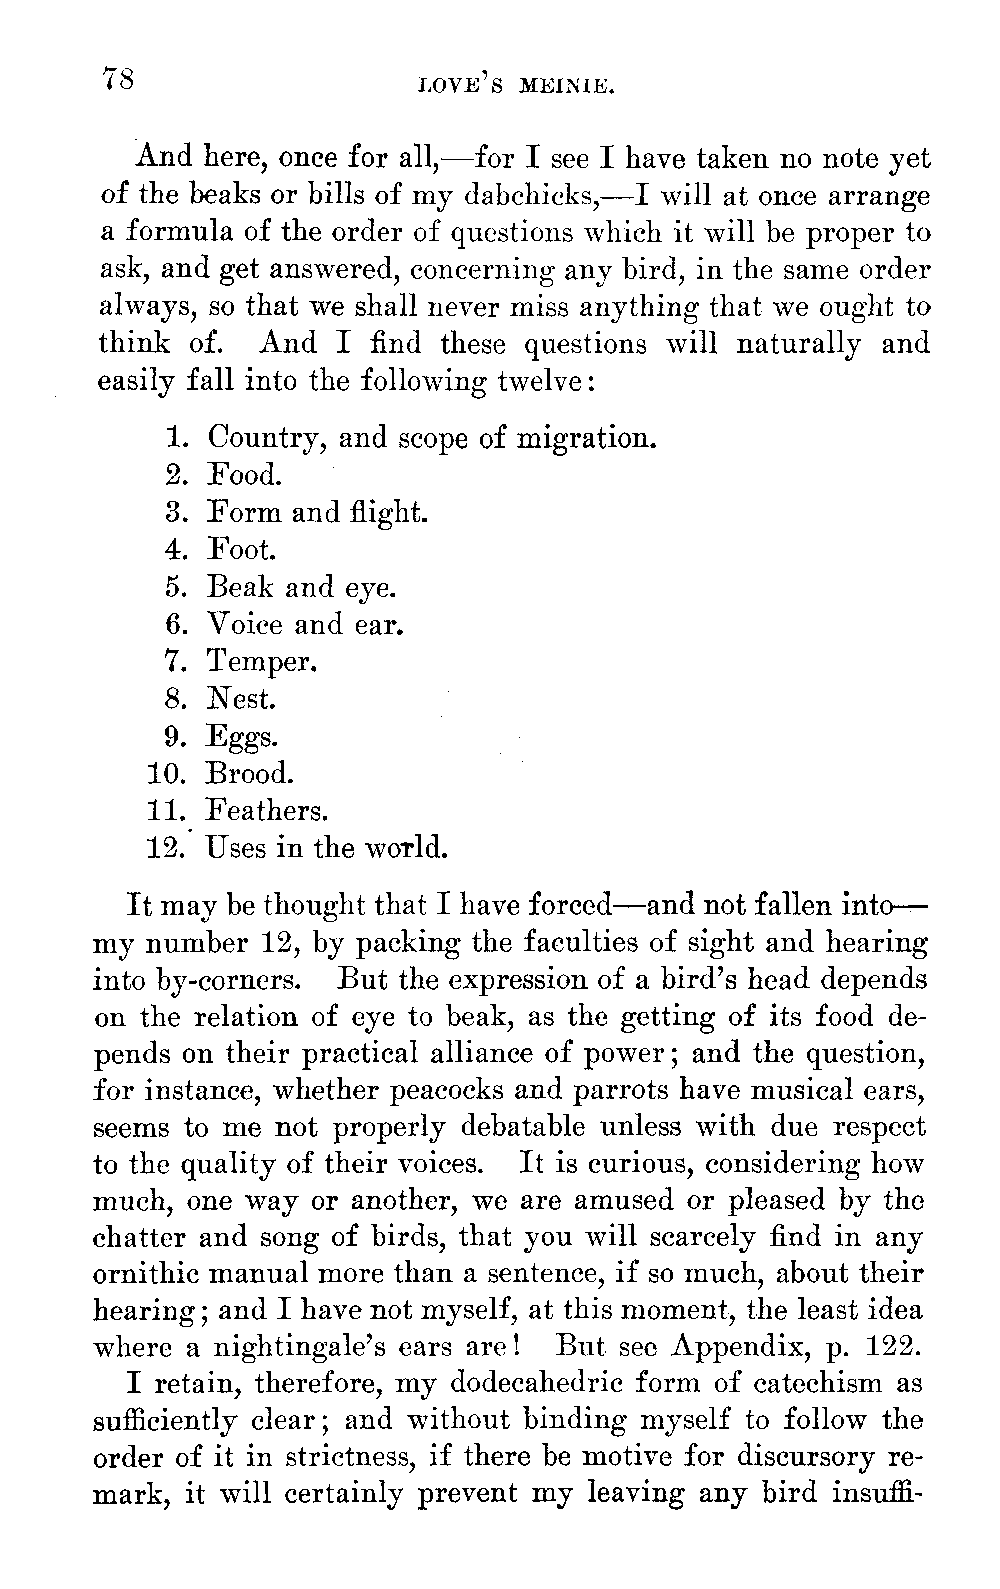 78 LOVE'S MEINIE.
And here, once for all,—for I see I have taken no note yet
of the beaks or bills of my dabchicks,—I will at once arrange
a formula of the order of questions which it will be proper to
ask, and get answered, concerning any bird, in the same order
always, so that we shall never miss anything that we ought to
think of. And I find these questions will naturally and
easily fall into the following twelve:
1. Country, and scope of migration.
2. Food.
3. Form and flight.
4. Foot.
5. Beak and eye.
6. Voice and ear.
7. Temper.
8. Nest.
9. Eggs.
10. Brood.
11. Feathers.
12. Uses in the world.
It may be thought that I have forced—and not fallen into—
my number 12, by packing the faculties of sight and hearing
into by-corners. But the expression of a bird's head depends
on the relation of eye to beak, as the getting of its food de-
pends on their practical alliance of power; and the question,
for instance, whether peacocks and parrots have musical ears,
seems to me not properly debatable unless with due respect
to the quality of their voices. It is curious, considering how
much, one way or another, we are amused or pleased by the
chatter and song of birds, that you will scarcely find in any
ornithic manual more than a sentence, if so much, about their
hearing; and I have not myself, at this moment, the least idea
where a nightingale's ears are! But see Appendix, p. 122.
I retain, therefore, my dodecahedric form of catechism as
sufficiently clear; and without binding myself to follow the
order of it in strictness, if there be motive for discursory re-
mark, it will certainly prevent my leaving any bird insuffi-